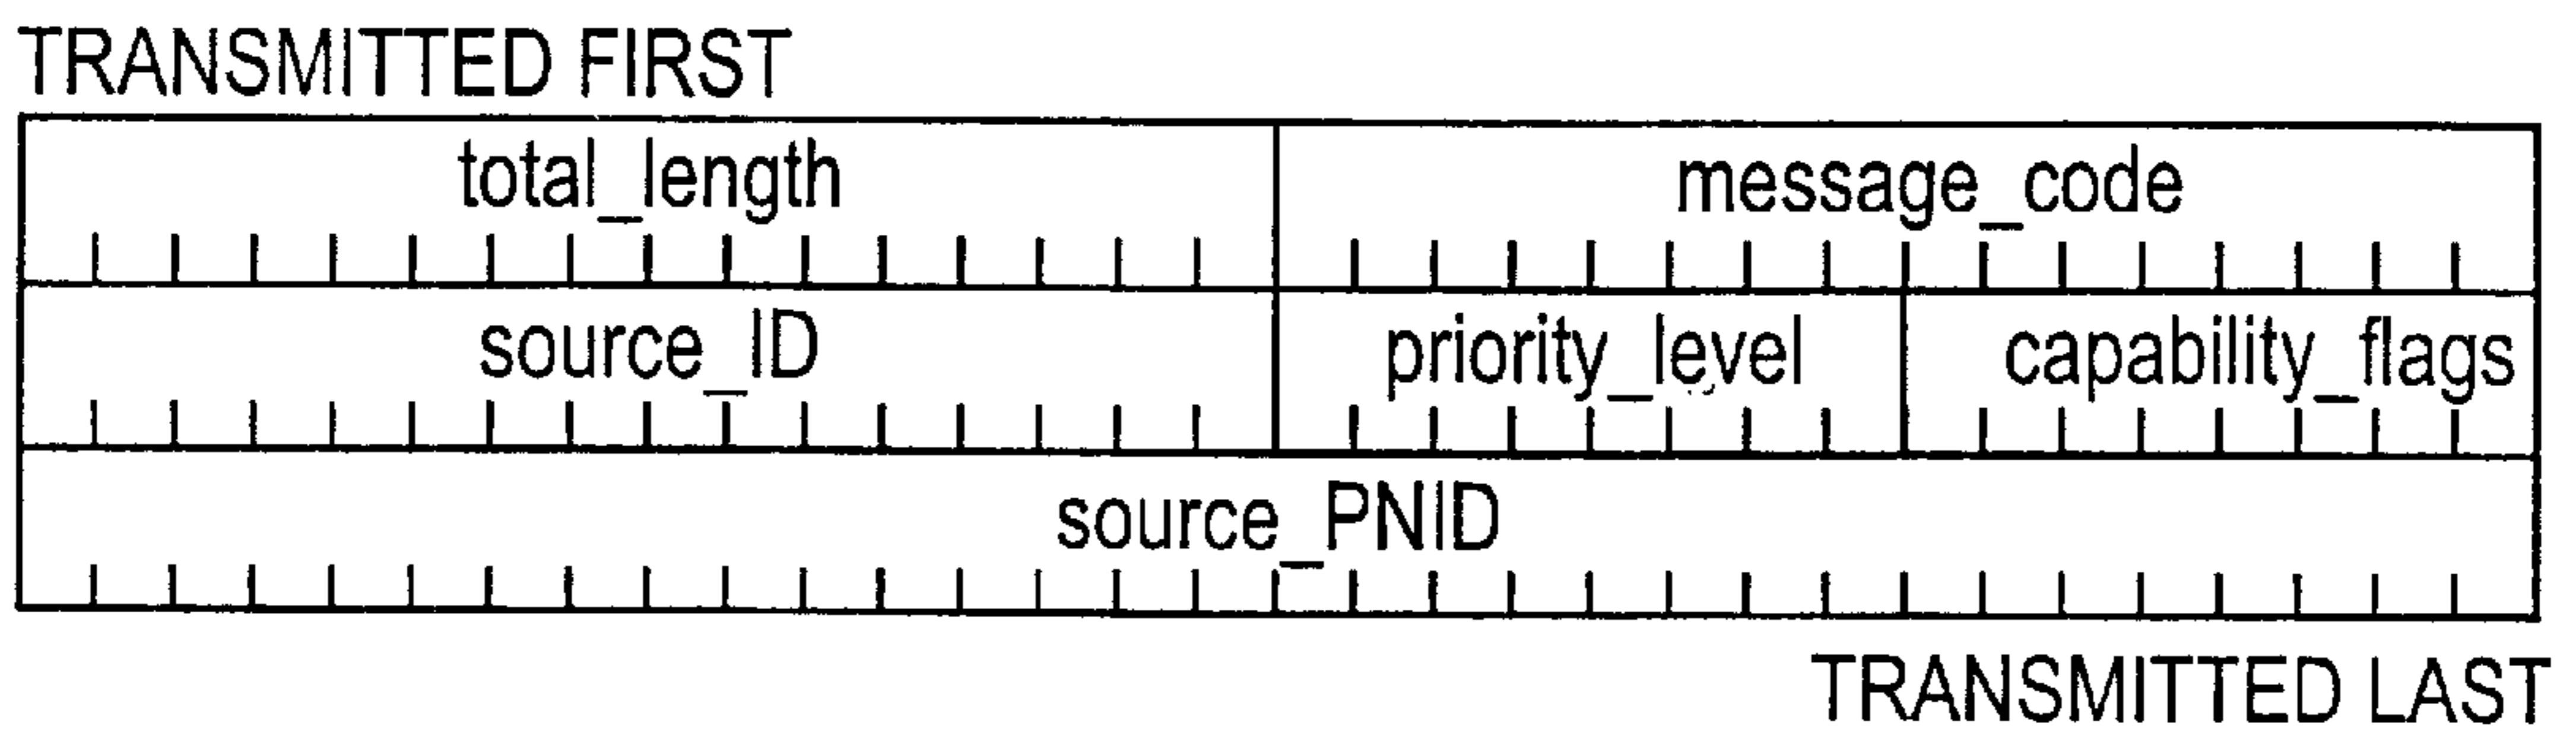 TRANSMITTED FIRST
total_length message_code
source_ID priority_level capability_flags
source_PNID
TRANSMITTED LAST